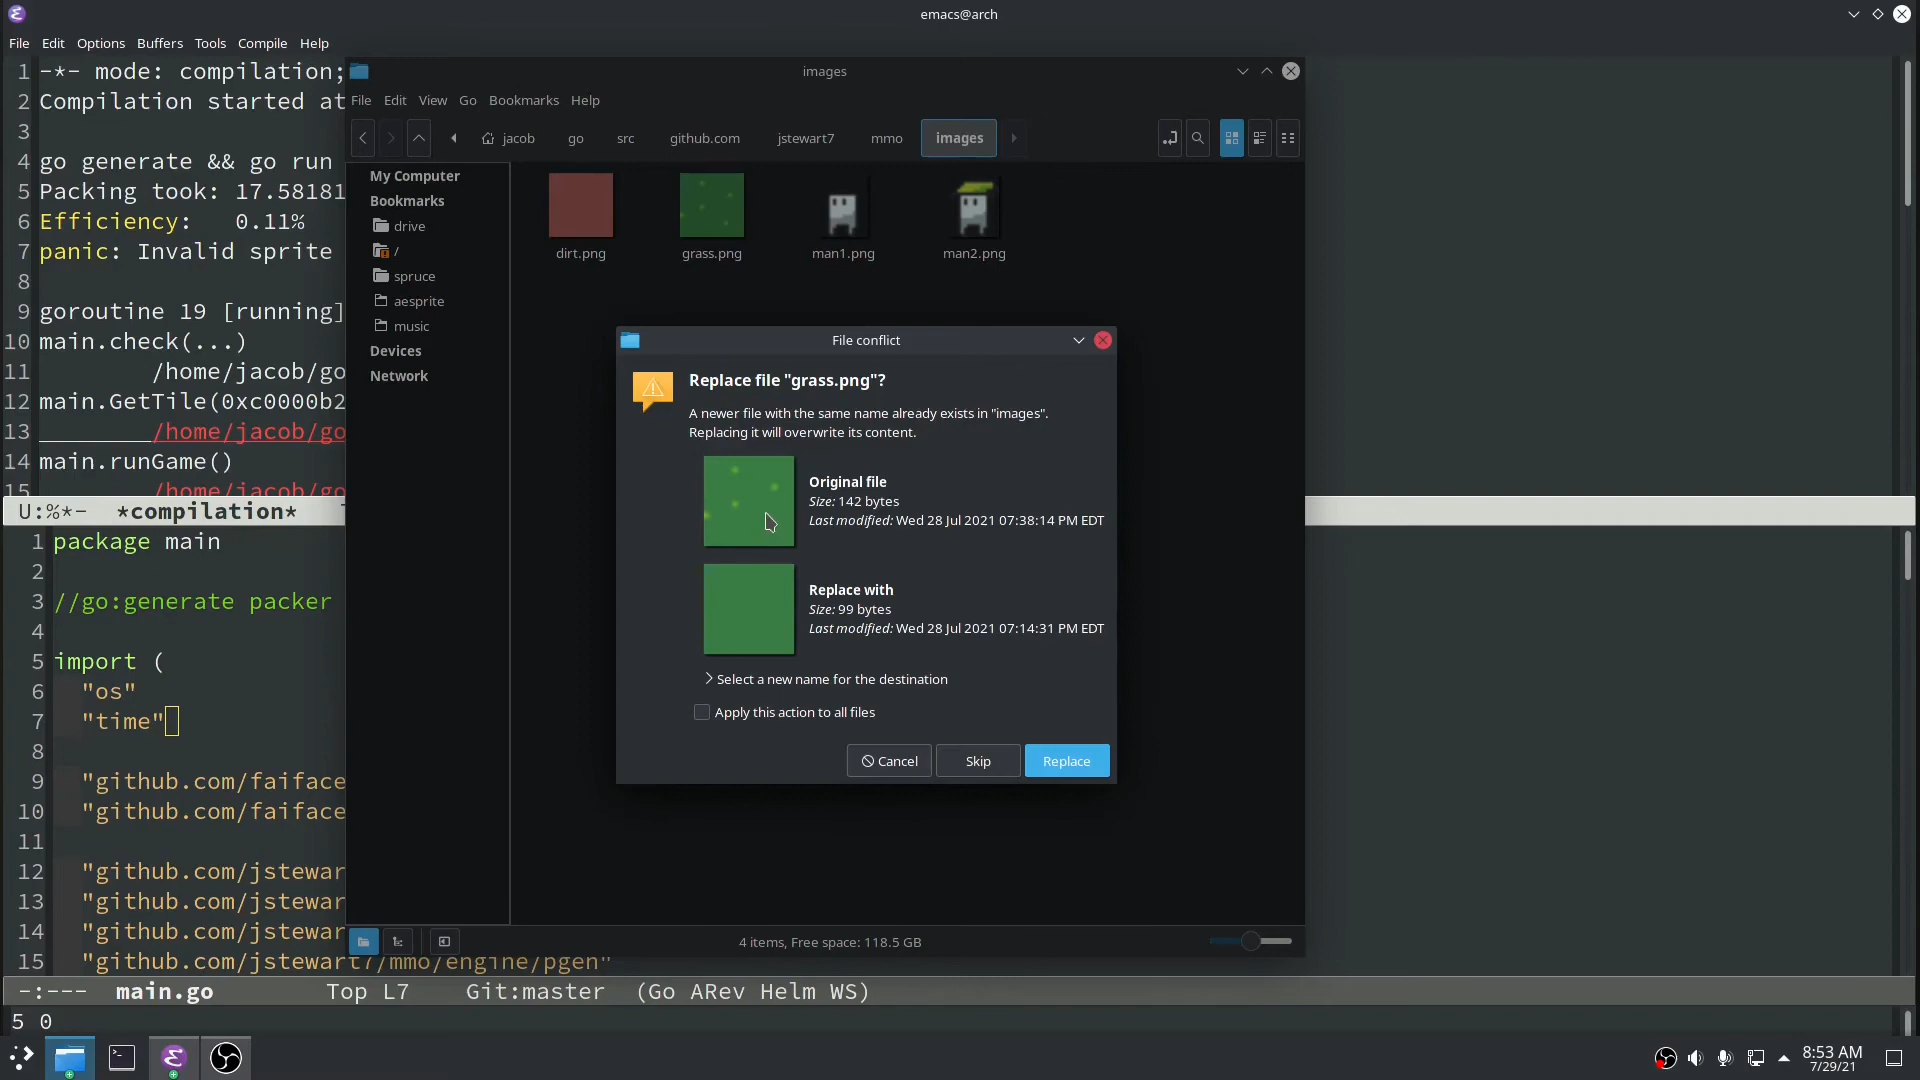 emacs@arch
File Edit Options Buffers Tools Compile Help
1 -*- mode: compilation;
2 Compilation started at
3
4 go generate && go run
5 Packing took: 17.58181
6 Efficiency:   0.11%
7 panic: Invalid sprite
8
9 goroutine 19 [running]
10 main.check(...)
11 /home/jacob/go
12 main.GetTile(0xc0000b2
13 /home/jacob/go
14 main.runGame()
15 /home/jacob/go
U:%*-  *compilation*
1 package main
2
3 //go:generate packer
4
5 import (
6 "os"
7 "time"
8
9 "github.com/faiface
10 "github.com/faiface
11
12 "github.com/jstewar
13 "github.com/jstewar
14 "github.com/jstewar
15 "github.com/jstewart7/mmo/engine/pgen"
-:---  main.go  Top L7  Git:master  (Go ARev Helm WS)
5 0
images
File Edit View Go Bookmarks Help
jacob go src github.com jstewart7 mmo images
My Computer
Bookmarks
drive
/
spruce
aesprite
music
Devices
Network
dirt.png grass.png man1.png man2.png
4 items, Free space: 118.5 GB
File conflict
Replace file "grass.png"?
A newer file with the same name already exists in "images".
Replacing it will overwrite its content.
Original file
Size: 142 bytes
Last modified: Wed 28 Jul 2021 07:38:14 PM EDT
Replace with
Size: 99 bytes
Last modified: Wed 28 Jul 2021 07:14:31 PM EDT
Select a new name for the destination
Apply this action to all files
Cancel Skip Replace
8:53 AM
7/29/21